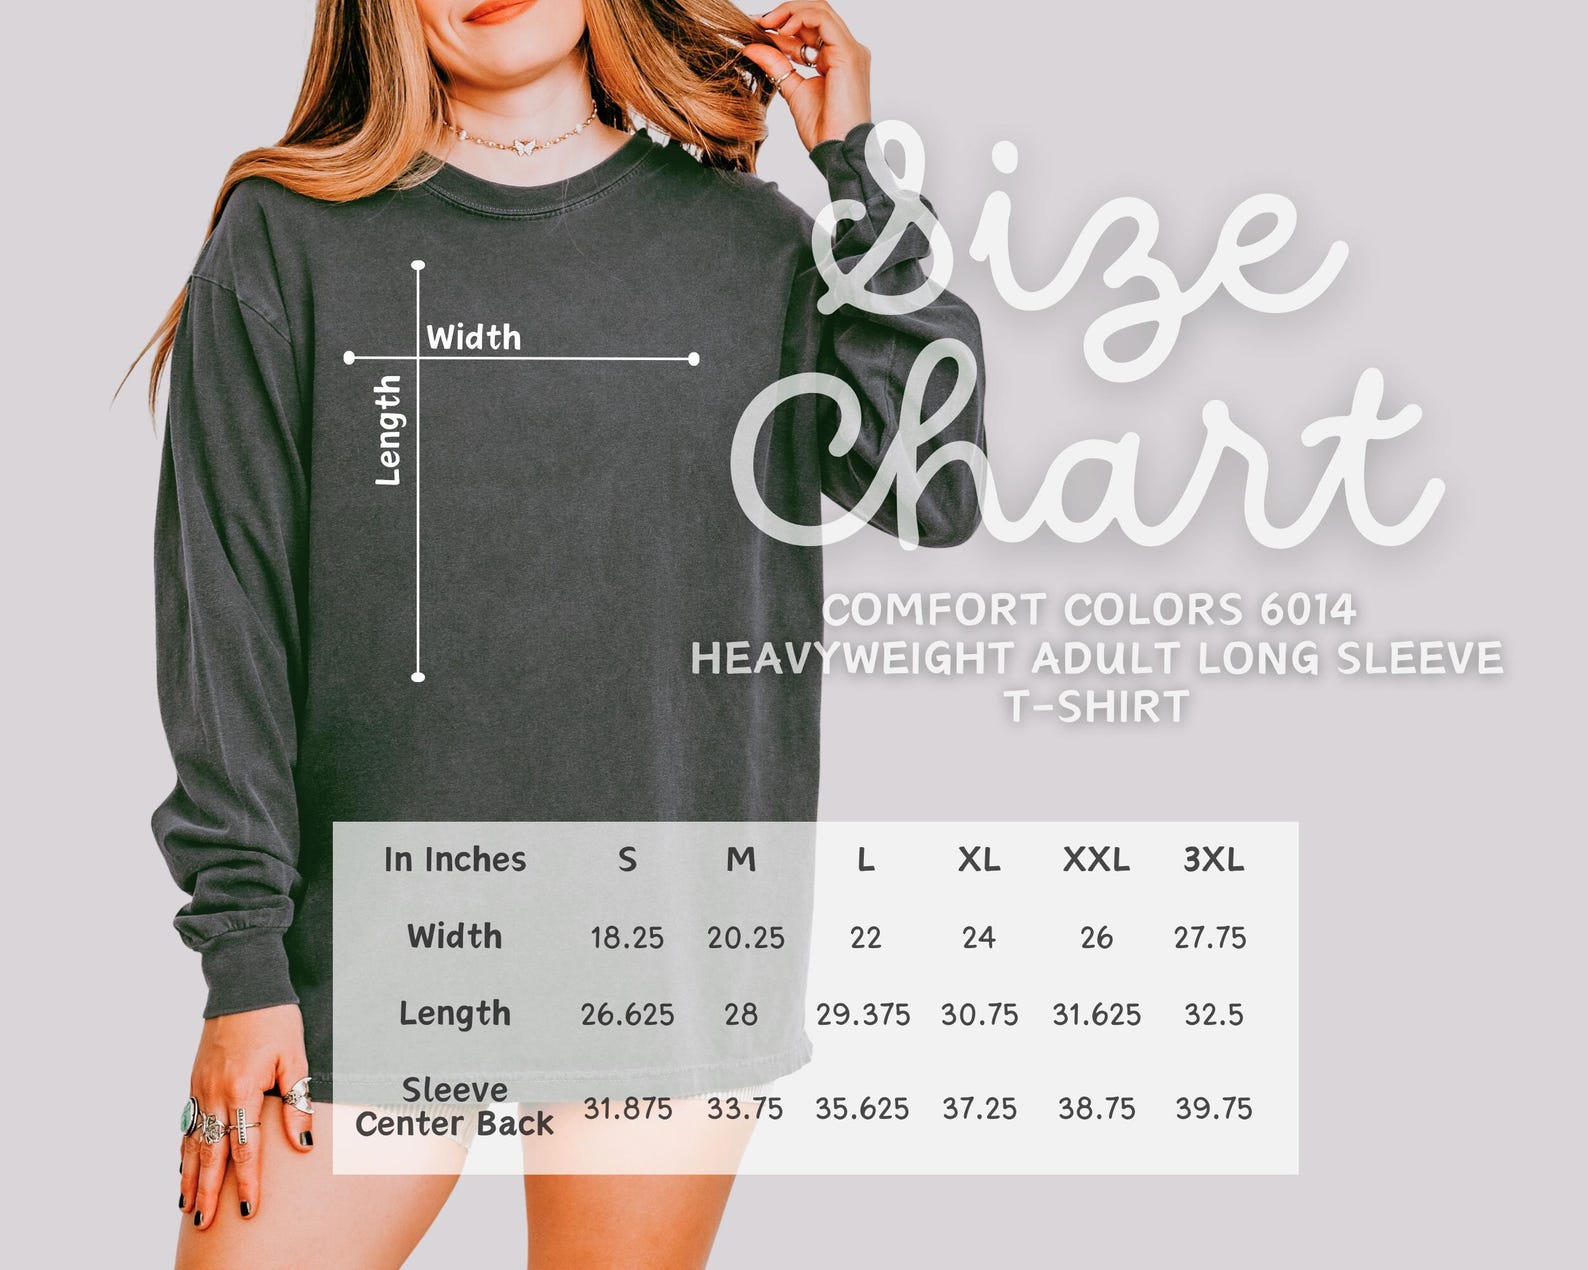 Size
Chart
COMFORT COLORS 6014
HEAVYWEIGHT ADULT LONG SLEEVE
T-SHIRT
Width
Length
In Inches S M L XL XXL 3XL
Width 18.25 20.25 22 24 26 27.75
Length 26.625 28 29.375 30.75 31.625 32.5
Sleeve
Center Back 31.875 33.75 35.625 37.25 38.75 39.75